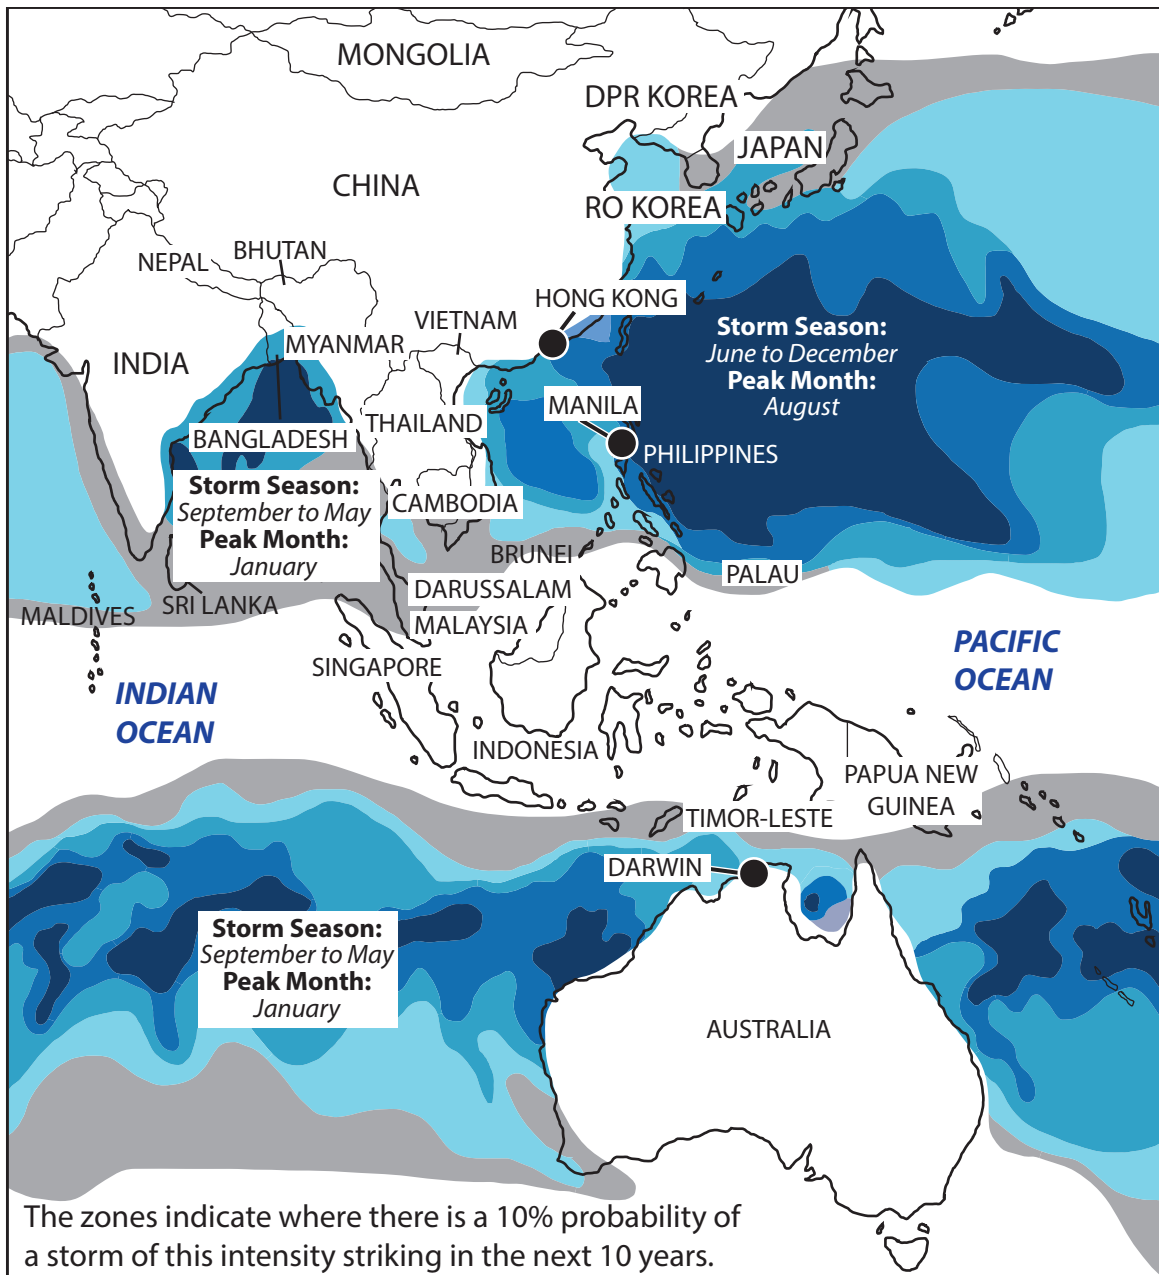 MONGOLIA
DPR KOREA
JAPAN
CHINA
RO KOREA
BHUTAN
NEPAL
HONG KONG
VIETNAM
MYANMAR
INDIA
Storm Season:
June to December
Peak Month:
August
MANILA
THAILAND
BANGLADESH
PHILIPPINES
Storm Season:
September to May
Peak Month:
January
CAMBODIA
BRUNEI
DARUSSALAM
PALAU
SRI LANKA
MALDIVES
MALAYSIA
SINGAPORE
PACIFIC
OCEAN
INDIAN
OCEAN
INDONESIA
PAPUA NEW
GUINEA
TIMOR-LESTE
DARWIN
Storm Season:
September to May
Peak Month:
January
AUSTRALIA
The zones indicate where there is a 10% probability of
a storm of this intensity striking in the next 10 years.